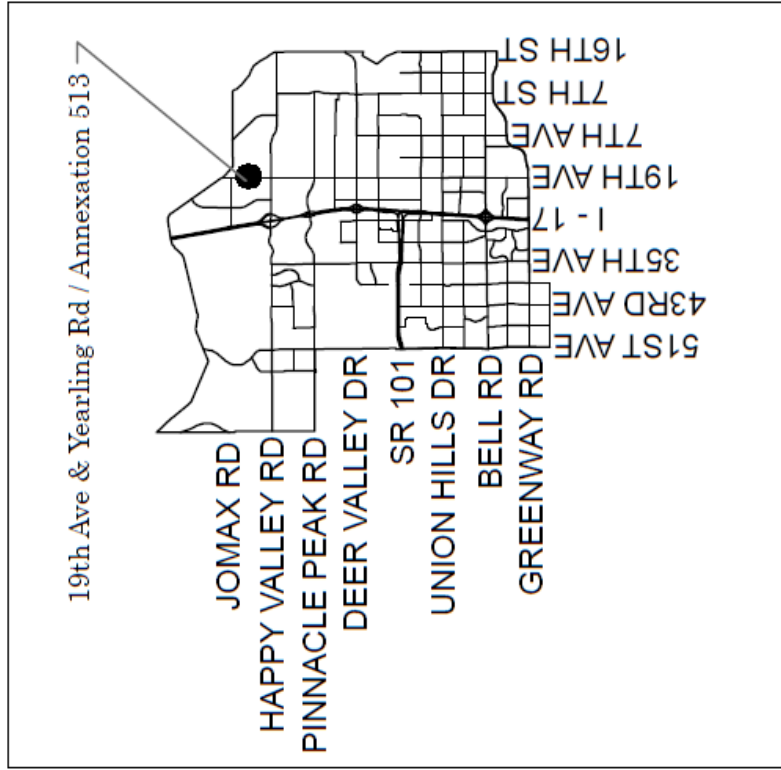 19th Ave & Yearling Rd / Annexation 513
JOMAX RD
HAPPY VALLEY RD
PINNACLE PEAK RD
DEER VALLEY DR
SR 101
UNION HILLS DR
BELL RD
GREENWAY RD
51ST AVE
43RD AVE
35TH AVE
I - 17
19TH AVE
7TH AVE
7TH ST
16TH ST